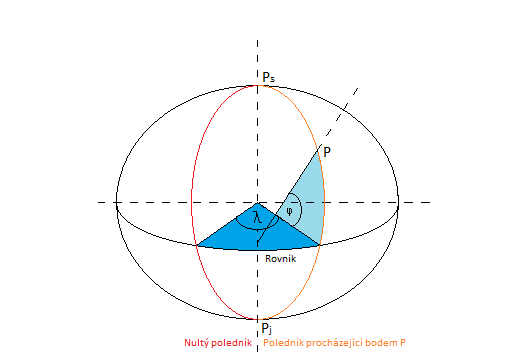 Ps
P
φ
λ
Rovník
Pj
Nultý poledník Poledník procházející bodem P